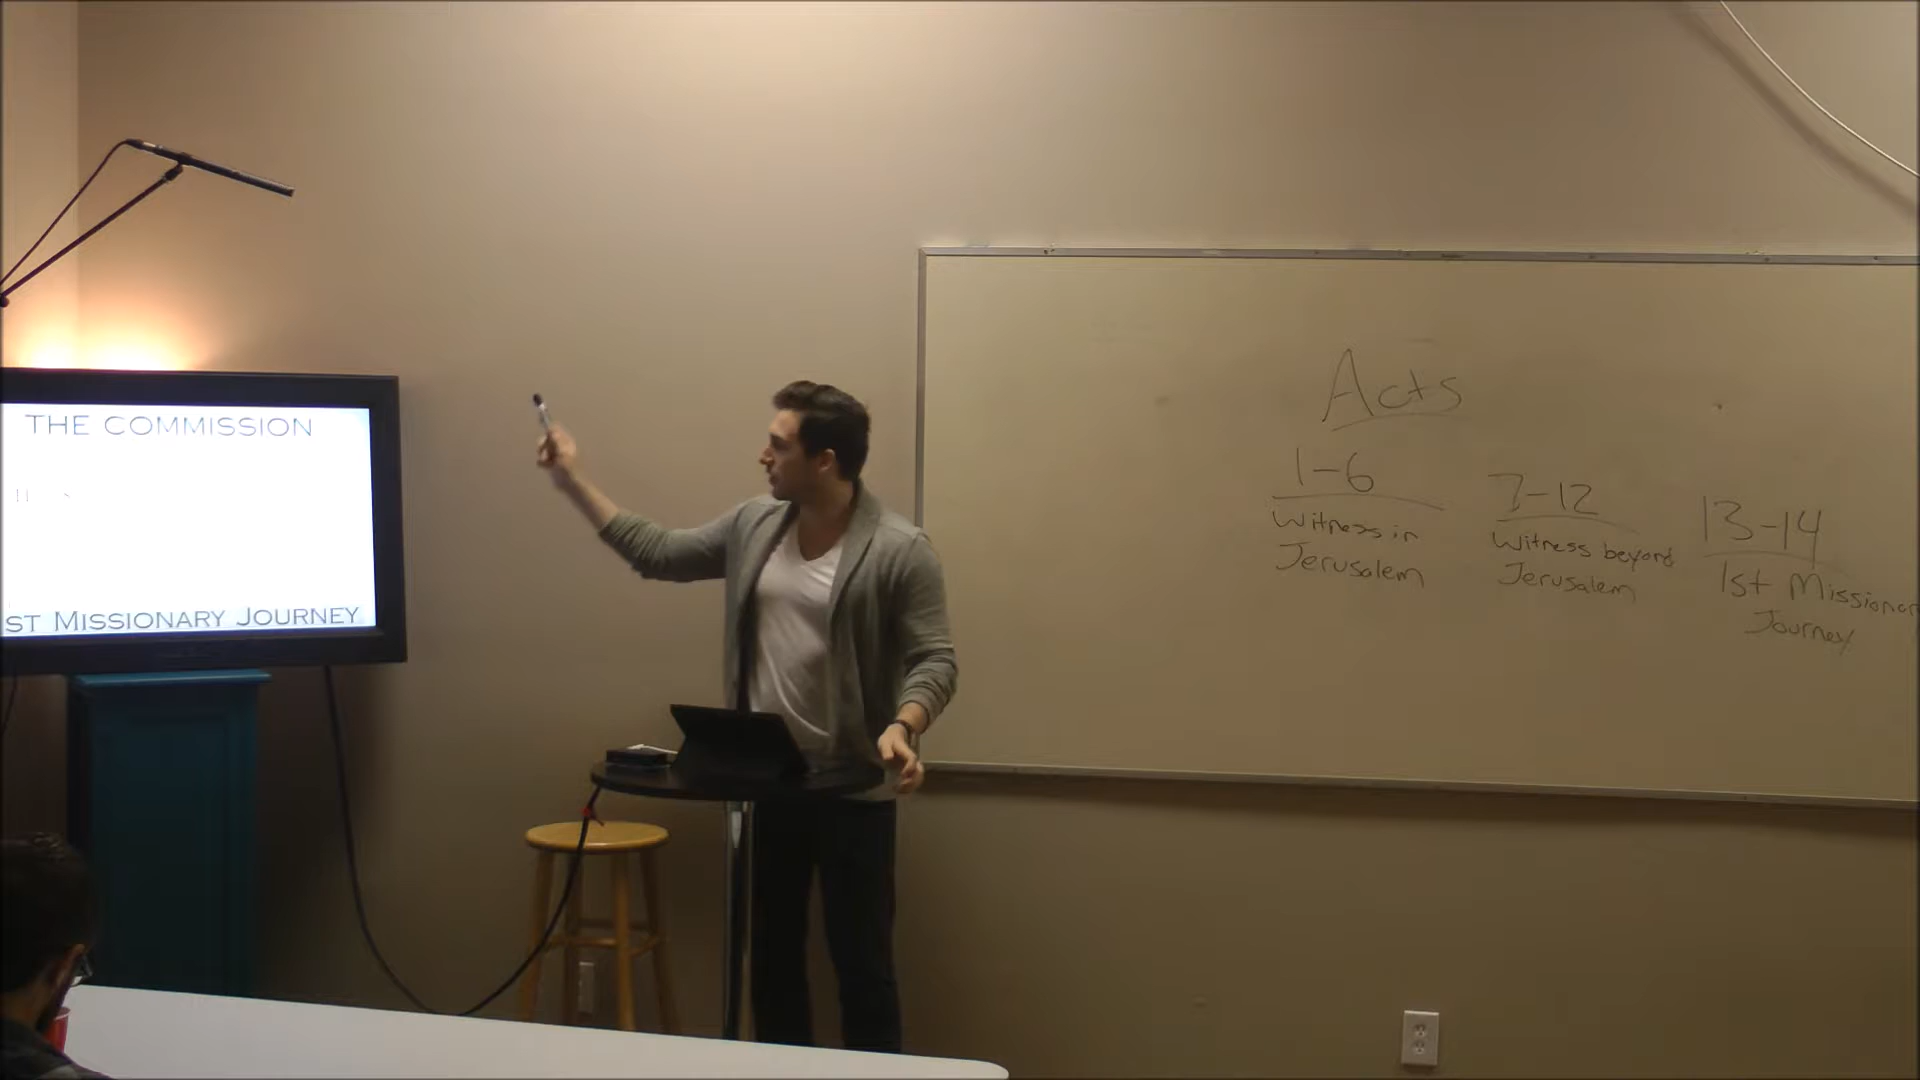 THE COMMISSION
ST MISSIONARY JOURNEY
Acts
1-6
Witness in
Jerusalem
7-12
Witness beyond
Jerusalem
13-14
1st Missionar
Journey